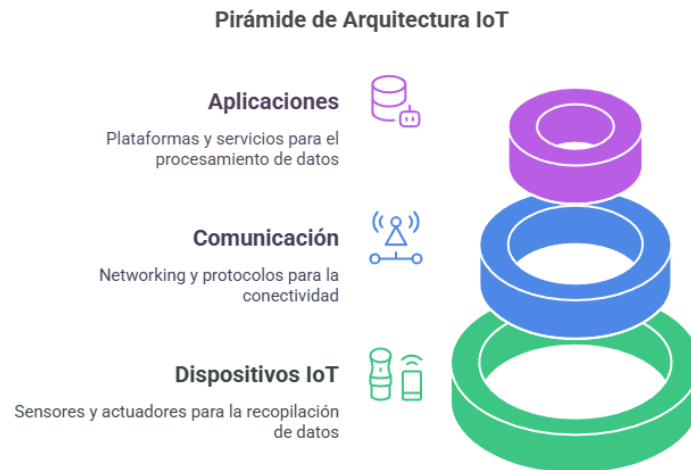 Pirámide de Arquitectura IoT
Aplicaciones
Plataformas y servicios para el
procesamiento de datos
Comunicación
Networking y protocolos para la
conectividad
Dispositivos IoT
Sensores y actuadores para la recopilación
de datos